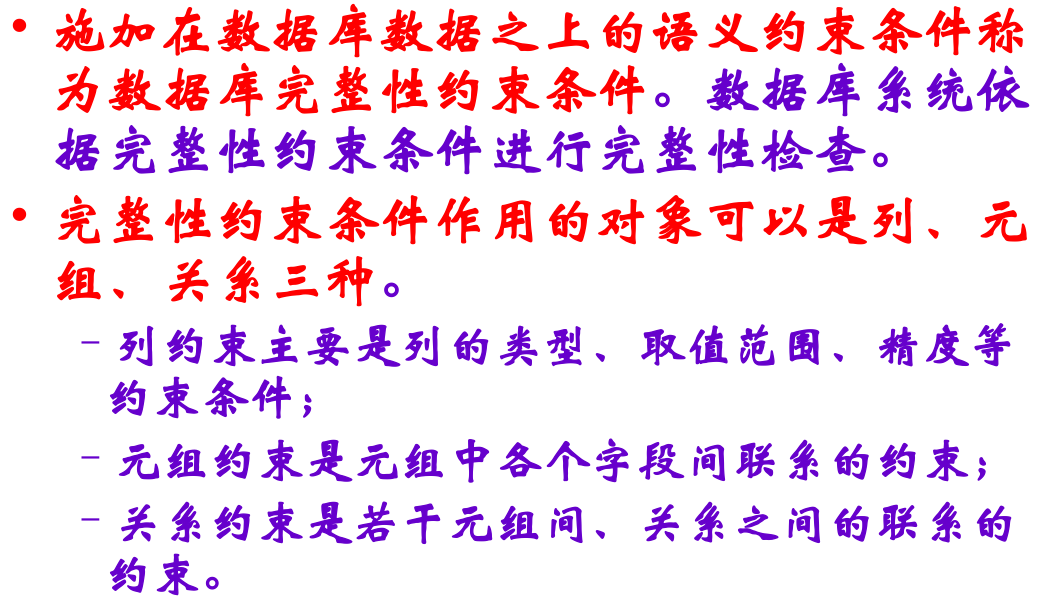 • 施加在数据库数据之上的语义约束条件称
为数据库完整性约束条件。数据库系统依
据完整性约束条件进行完整性检查。
• 完整性约束条件作用的对象可以是列、元
组、关系三种。
– 列约束主要是列的类型、取值范围、精度等
约束条件；
– 元组约束是元组中各个字段间联系的约束；
– 关系约束是若干元组间、关系之间的联系的
约束。